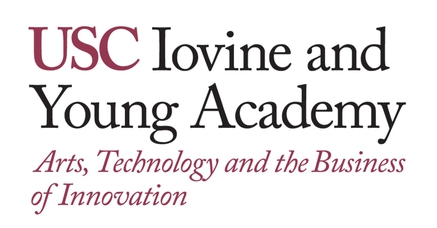 USC Iovine and
Young Academy
Arts, Technology and the Business
of Innovation